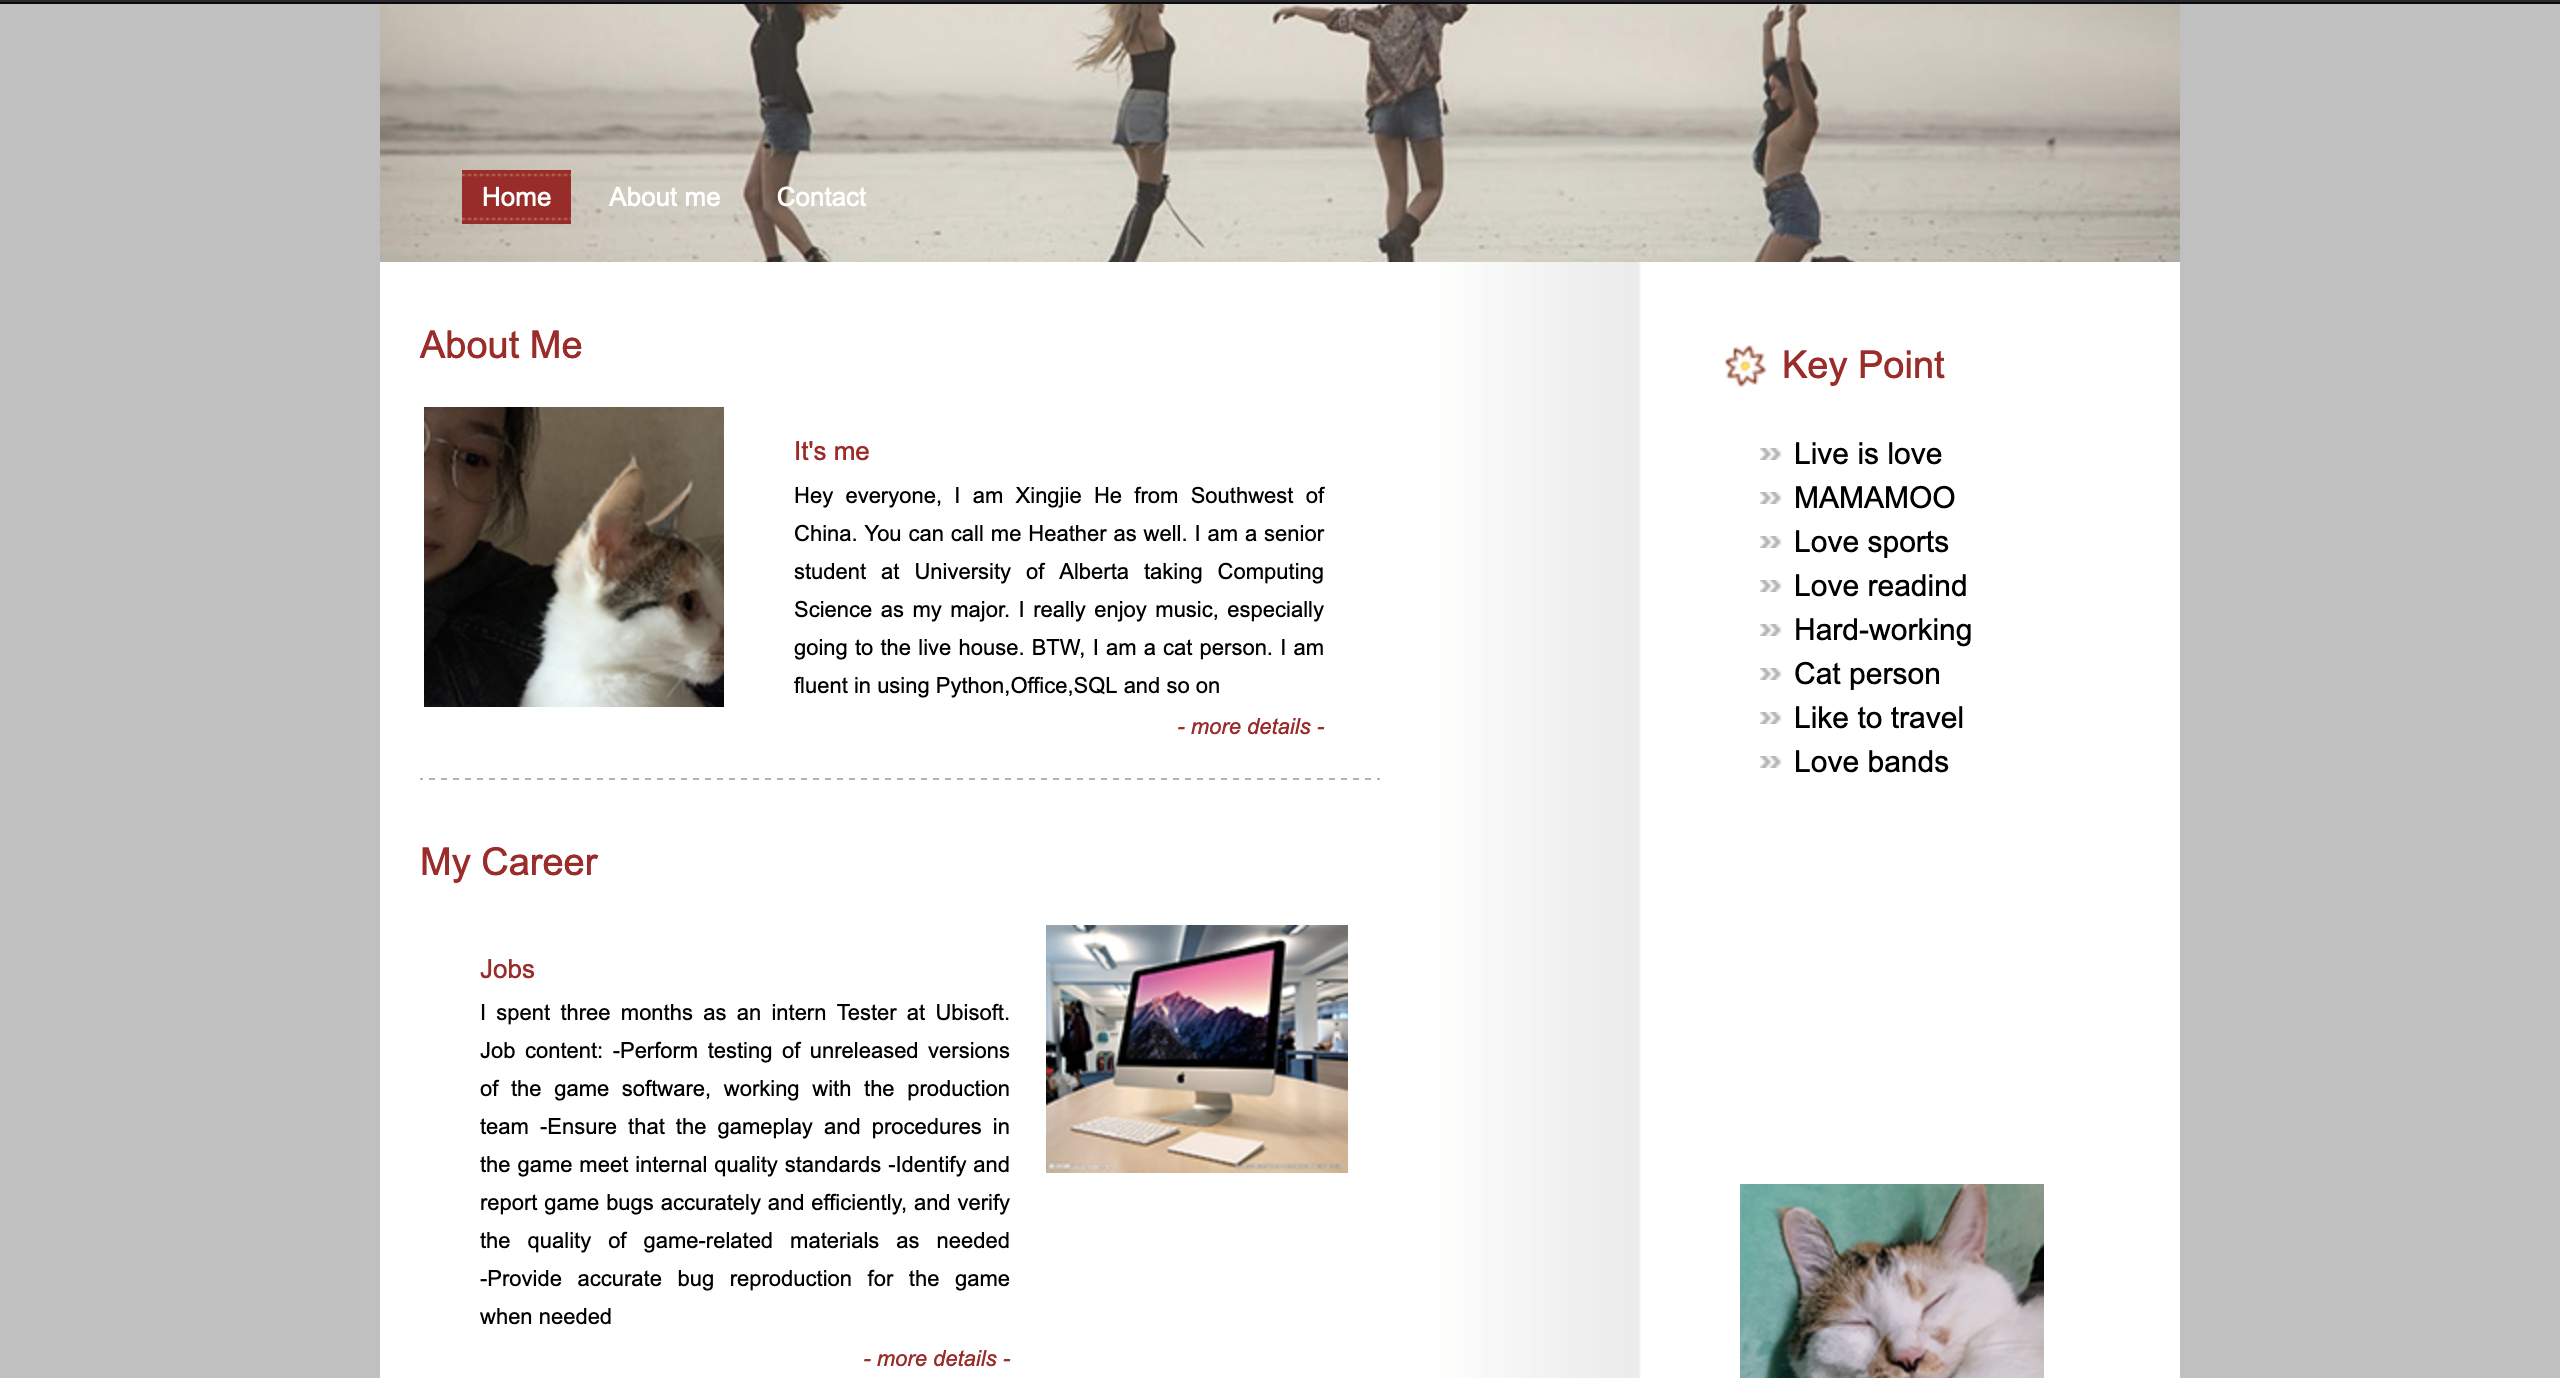 Home
About me
Contact
About Me
It's me
Hey everyone, I am Xingjie He from Southwest of
China. You can call me Heather as well. I am a senior
student at University of Alberta taking Computing
Science as my major. I really enjoy music, especially
going to the live house. BTW, I am a cat person. I am
fluent in using Python,Office,SQL and so on
- more details -
My Career
Jobs
I spent three months as an intern Tester at Ubisoft.
Job content: -Perform testing of unreleased versions
of the game software, working with the production
team -Ensure that the gameplay and procedures in
the game meet internal quality standards -Identify and
report game bugs accurately and efficiently, and verify
the quality of game-related materials as needed
-Provide accurate bug reproduction for the game
when needed
- more details -
Key Point
Live is love
MAMAMOO
Love sports
Love readind
Hard-working
Cat person
Like to travel
Love bands